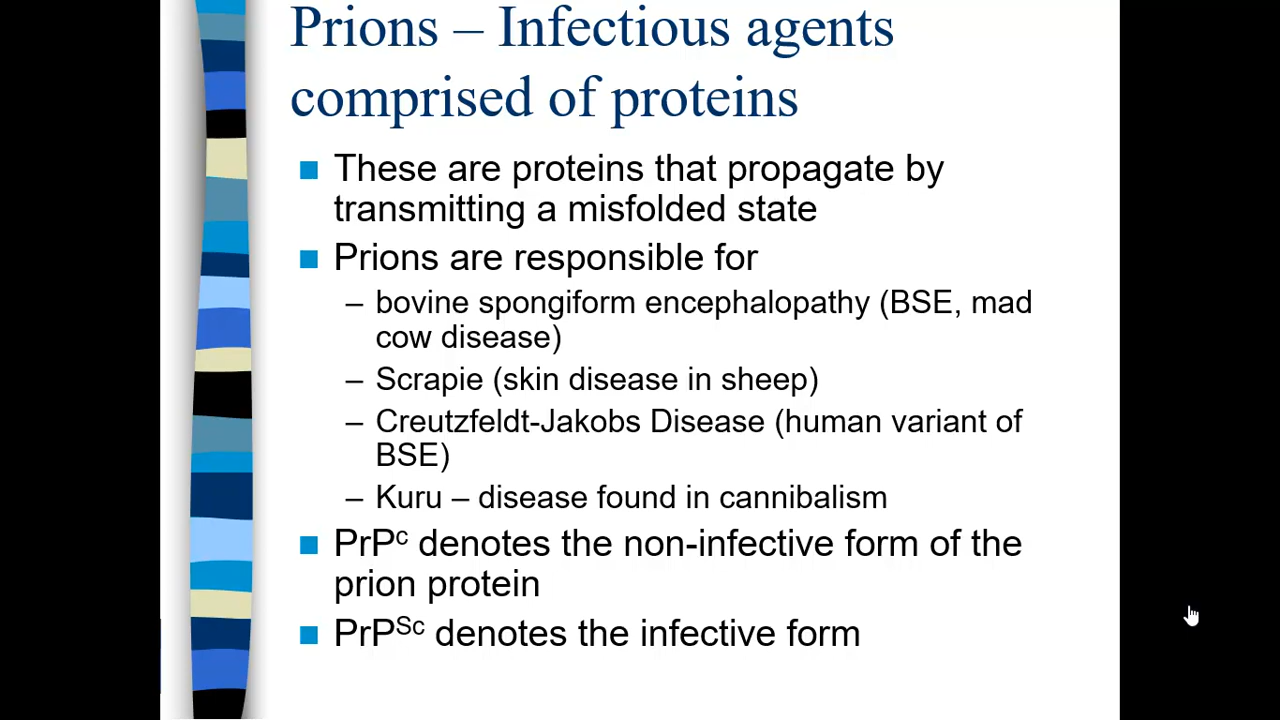 Prions – Infectious agents
comprised of proteins
These are proteins that propagate by
transmitting a misfolded state
Prions are responsible for
– bovine spongiform encephalopathy (BSE, mad
cow disease)
– Scrapie (skin disease in sheep)
– Creutzfeldt-Jakobs Disease (human variant of
BSE)
– Kuru – disease found in cannibalism
PrPc denotes the non-infective form of the
prion protein
PrPSc denotes the infective form